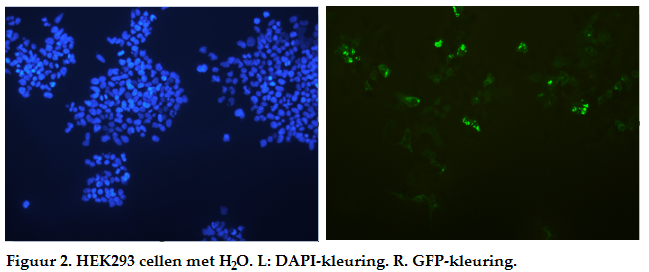 Figuur 2. HEK293 cellen met H2O. L: DAPI-kleuring. R. GFP-kleuring.